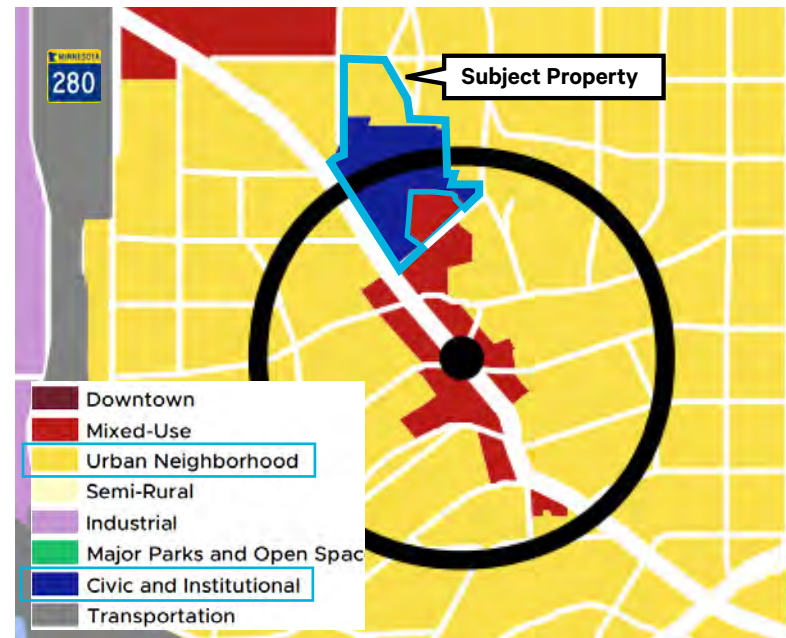 MINNESOTA
280
Subject Property
Downtown
Mixed-Use
Urban Neighborhood
Semi-Rural
Industrial
Major Parks and Open Spac
Civic and Institutional
Transportation